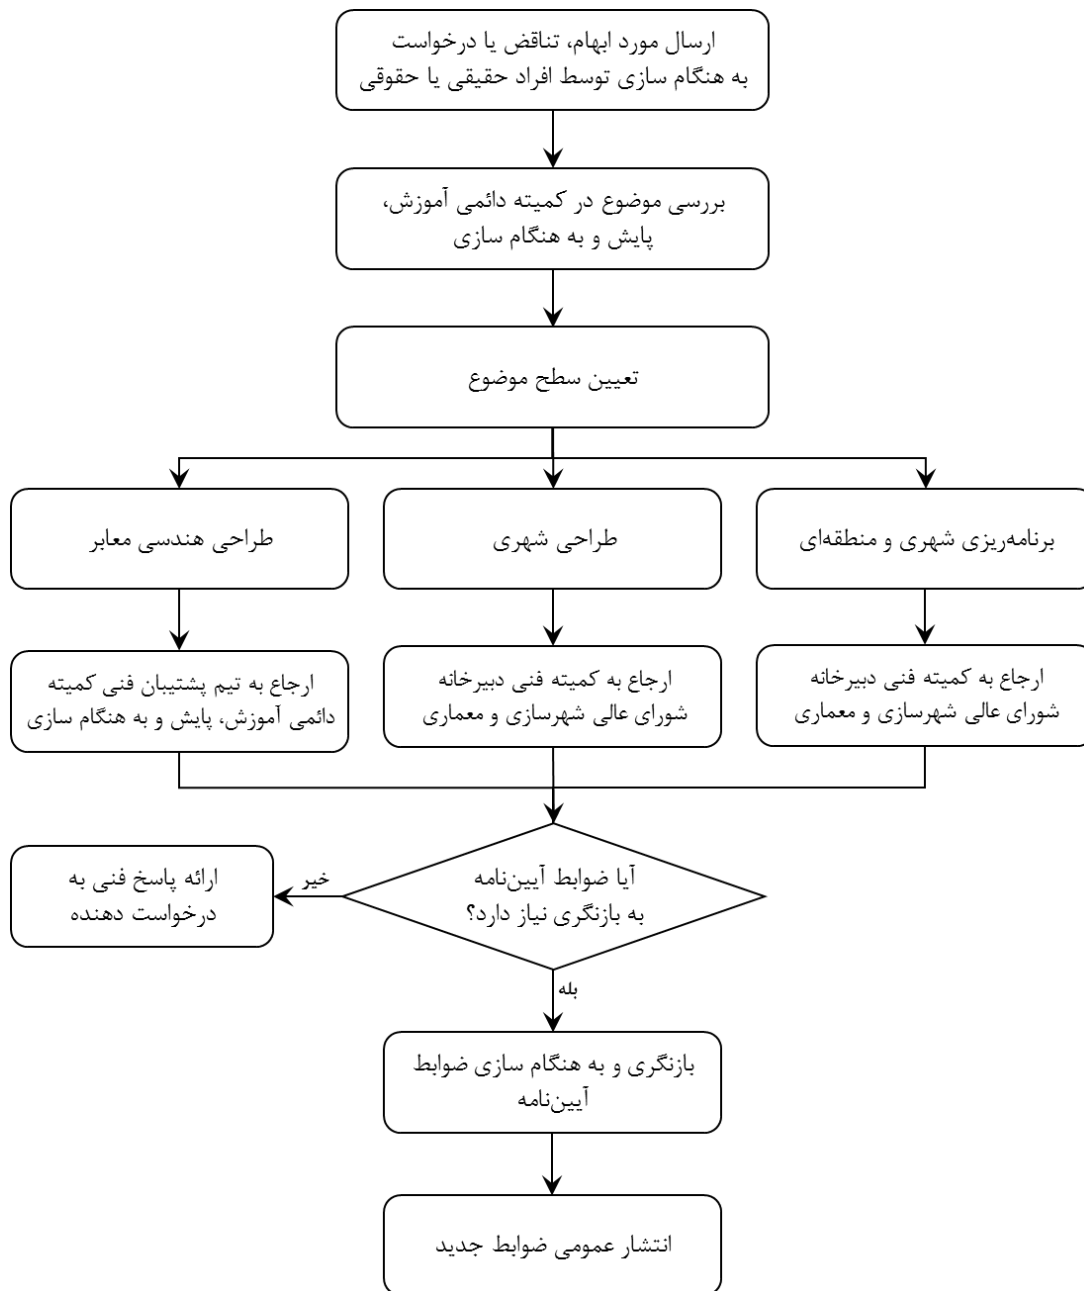 ارسال مورد ابهام، تناقض یا درخواست
به هنگام سازی توسط افراد حقیقی یا حقوقی
بررسی موضوع در کمیته دائمی آموزش،
پایش و به هنگام سازی
تعیین سطح موضوع
برنامه‌ریزی شهری و منطقه‌ای
طراحی شهری
طراحی هندسی معابر
ارجاع به کمیته فنی دبیرخانه
شورای عالی شهرسازی و معماری
ارجاع به کمیته فنی دبیرخانه
شورای عالی شهرسازی و معماری
ارجاع به تیم پشتیبان فنی کمیته
دائمی آموزش، پایش و به هنگام سازی
آیا ضوابط آیین‌نامه
به بازنگری نیاز دارد؟
خیر
ارائه پاسخ فنی به
درخواست دهنده
بله
بازنگری و به هنگام سازی ضوابط
آیین‌نامه
انتشار عمومی ضوابط جدید